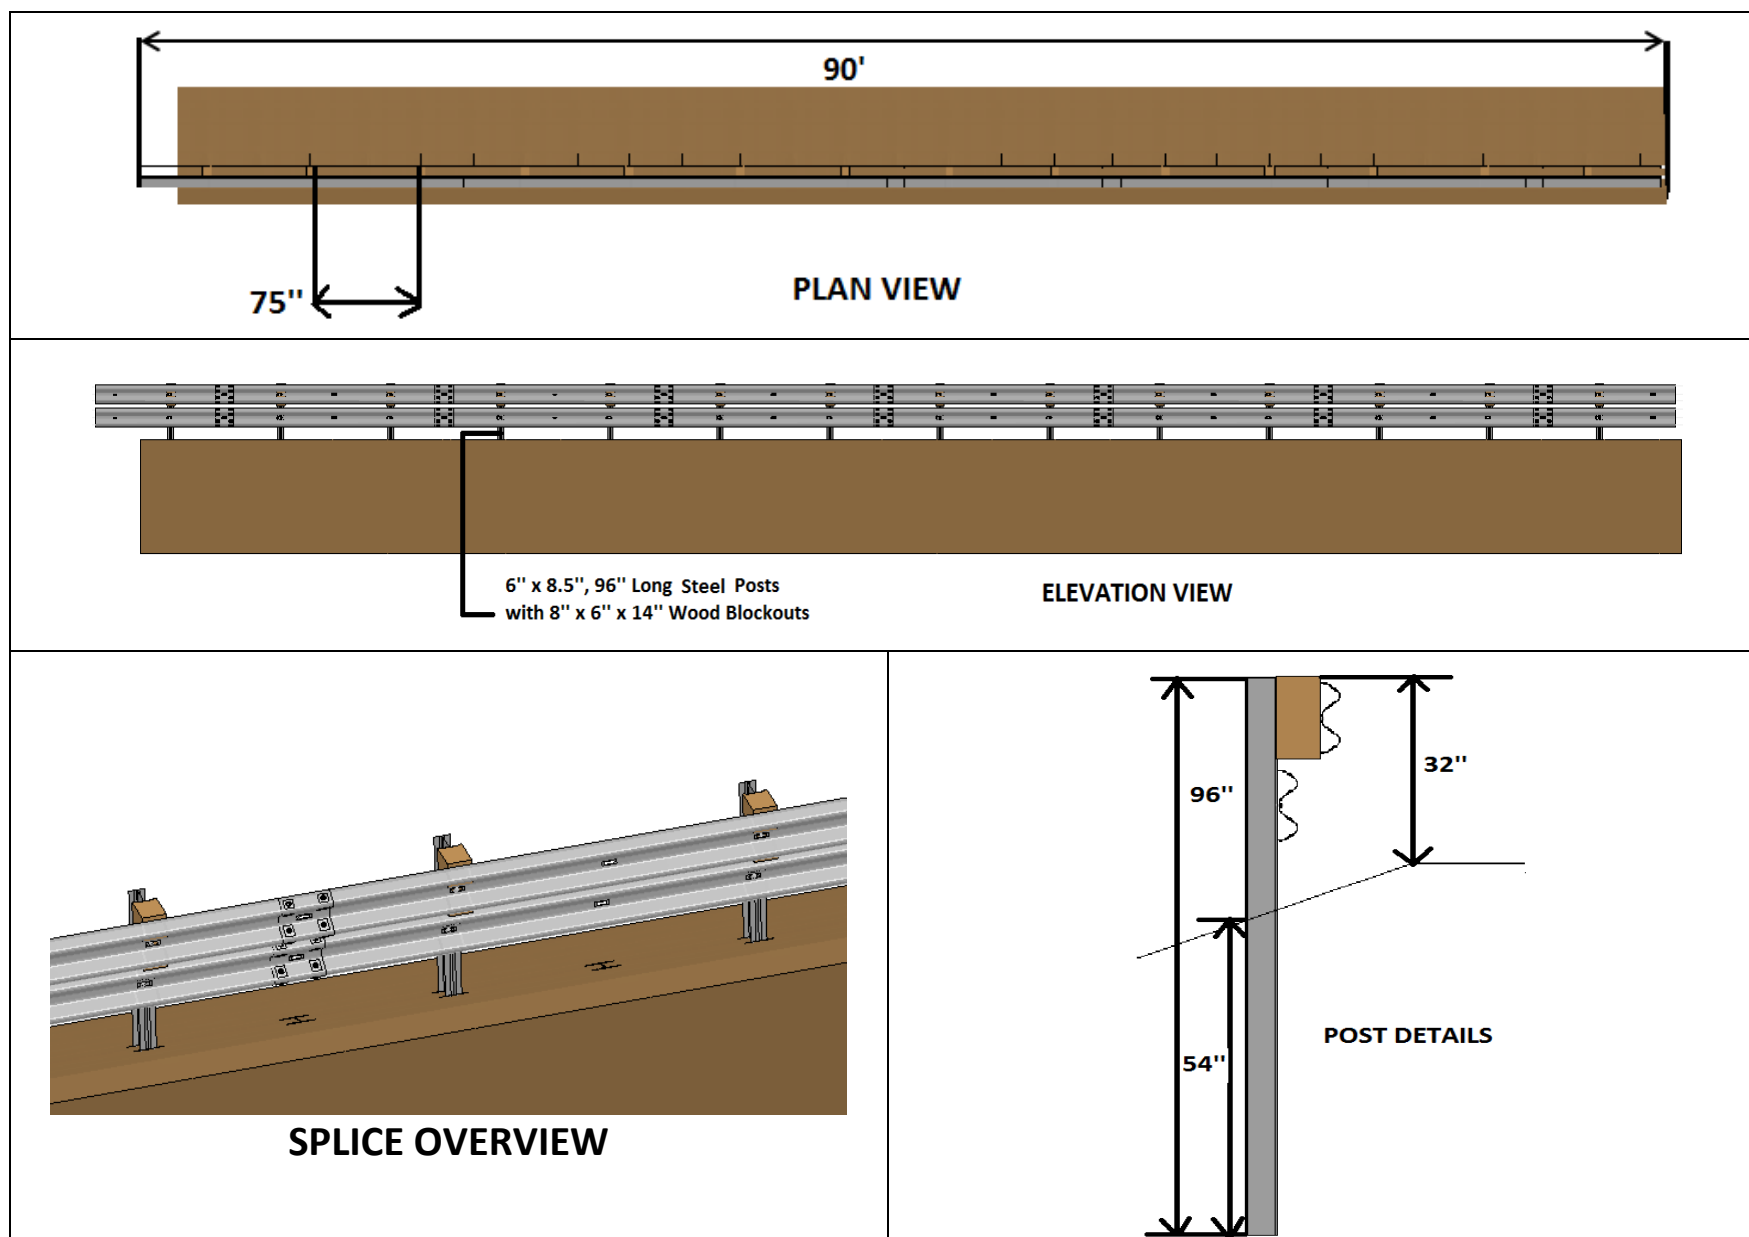 90'
75''
PLAN VIEW
6'' x 8.5'', 96'' Long Steel Posts
with 8'' x 6'' x 14'' Wood Blockouts
ELEVATION VIEW
SPLICE OVERVIEW
96''
32''
54''
POST DETAILS